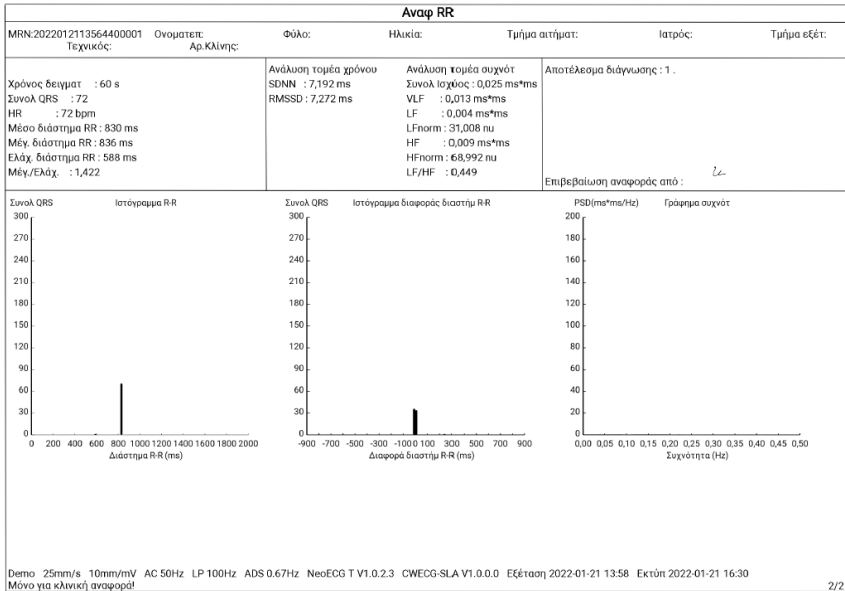 Αναφ RR
MRN:2022012113564400001 Ονοματεπ: Φύλο: Ηλικία: Τμήμα αιτήματ: Ιατρός: Τμήμα εξέτ:
Τεχνικός: Αρ.Κλίνης:
Χρόνος δειγματ : 60 s
Συνολ QRS : 72
HR : 72 bpm
Μέσο διάστημα RR : 830 ms
Μέγ. διάστημα RR : 836 ms
Ελάχ. διάστημα RR : 588 ms
Μέγ./Ελάχ. : 1,422
Ανάλυση τομέα χρόνου
SDNN : 7,192 ms
RMSSD : 7,272 ms
Ανάλυση τομέα συχνότ
Συνολ Ισχύος : 0,025 ms*ms
VLF : 0,013 ms*ms
LF : 0,004 ms*ms
LFnorm : 31,008 nu
HF : 0,009 ms*ms
HFnorm : 68,992 nu
LF/HF : 0,449
Αποτέλεσμα διάγνωσης : 1 .
Επιβεβαίωση αναφοράς από :
Συνολ QRS Ιστόγραμμα R-R
300
270
240
210
180
150
120
90
60
30
0
0 200 400 600 800 1000 1200 1400 1600 1800 2000
Διάστημα R-R (ms)
Συνολ QRS Ιστόγραμμα διαφοράς διαστήμ R-R
300
270
240
210
180
150
120
90
60
30
0
-900 -700 -500 -300 -100 0 100 300 500 700 900
Διαφορά διαστήμ R-R (ms)
PSD(ms*ms/Hz) Γράφημα συχνότ
200
180
160
140
120
100
80
60
40
20
0
0,00 0,05 0,10 0,15 0,20 0,25 0,30 0,35 0,40 0,45 0,50
Συχνότητα (Hz)
Demo 25mm/s 10mm/mV AC 50Hz LP 100Hz ADS 0.67Hz NeoECG T V1.0.2.3 CWECG-SLA V1.0.0.0 Εξέταση 2022-01-21 13:58 Εκτύπ 2022-01-21 16:30
Μόνο για κλινική αναφορά!
2/2